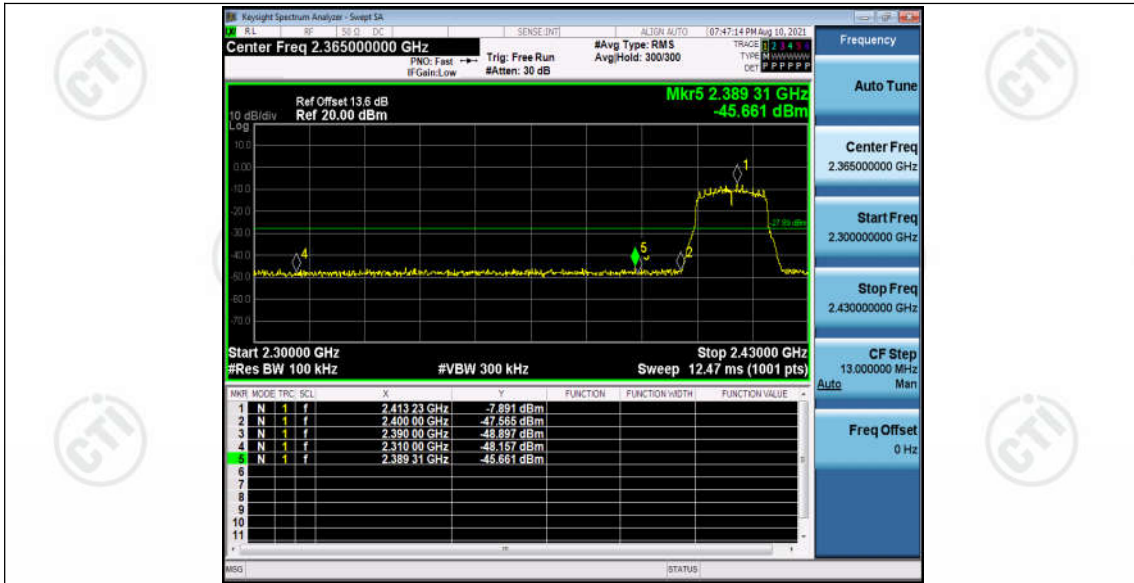 Keysight Spectrum Analyzer - Swept SA
RL RF 50 Ω DC SENSE:INT ALIGN AUTO 07:47:14 PM Aug 10, 2021
Center Freq 2.365000000 GHz
PNO: Fast
IFGain:Low
Trig: Free Run
#Atten: 30 dB
#Avg Type: RMS
Avg|Hold: 300/300
TRACE 1 2 3 4 5 6
TYPE M WWWWW
DET P P P P P P
Ref Offset 13.6 dB
10 dB/div Ref 20.00 dBm
Log
Mkr5 2.389 31 GHz
-45.661 dBm
10.0
0.00
-10.0
-20.0
-30.0
-40.0
-50.0
-60.0
-70.0
1
-27.89 dBm
4
5
2
Start 2.30000 GHz Stop 2.43000 GHz
#Res BW 100 kHz #VBW 300 kHz Sweep 12.47 ms (1001 pts)
MKR MODE TRC SCL X Y FUNCTION FUNCTION WIDTH FUNCTION VALUE
1 N 1 f 2.413 23 GHz -7.891 dBm
2 N 1 f 2.400 00 GHz -47.565 dBm
3 N 1 f 2.390 00 GHz -48.897 dBm
4 N 1 f 2.310 00 GHz -48.157 dBm
5 N 1 f 2.389 31 GHz -45.661 dBm
6
7
8
9
10
11
MSG STATUS
Frequency
Auto Tune
Center Freq
2.365000000 GHz
Start Freq
2.300000000 GHz
Stop Freq
2.430000000 GHz
CF Step
13.000000 MHz
Auto Man
Freq Offset
0 Hz
CTI
CTI
CTI
CTI